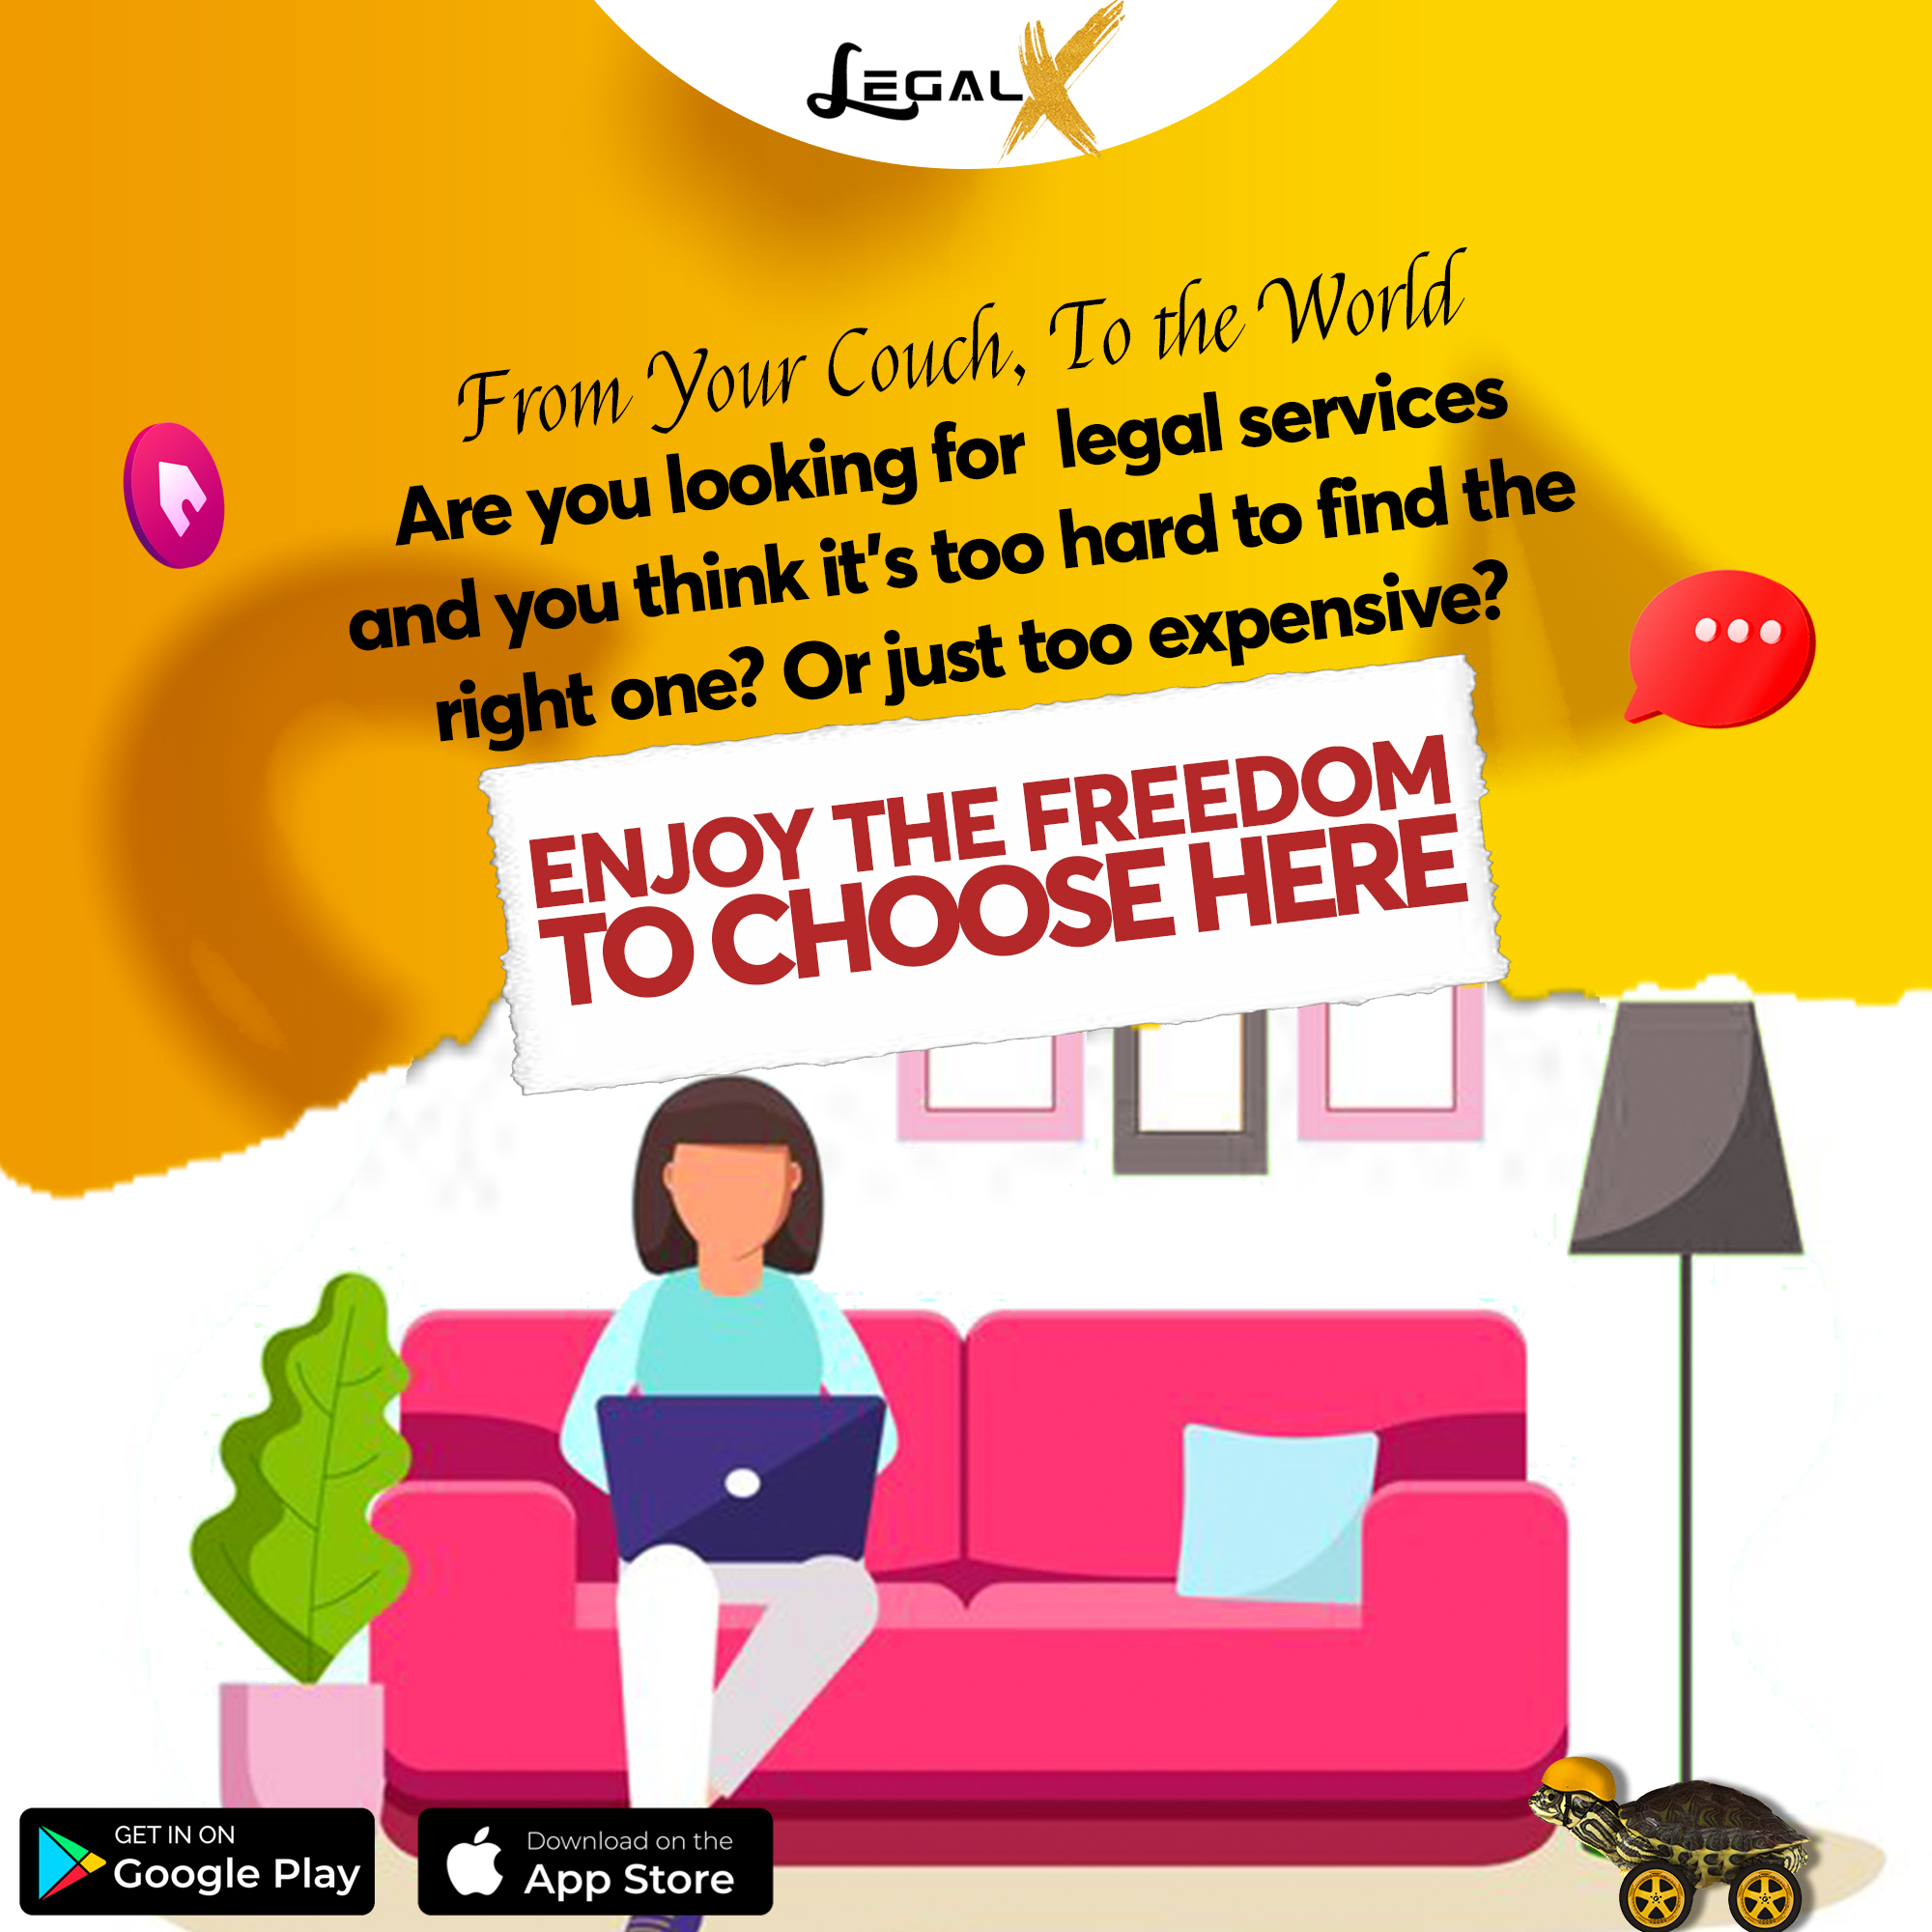 LEGAL X
From Your Couch, To the World
Are you looking for legal services
and you think it's too hard to find the
right one? Or just too expensive?
ENJOY THE FREEDOM
TO CHOOSE HERE
GET IN ON
Google Play
Download on the
App Store